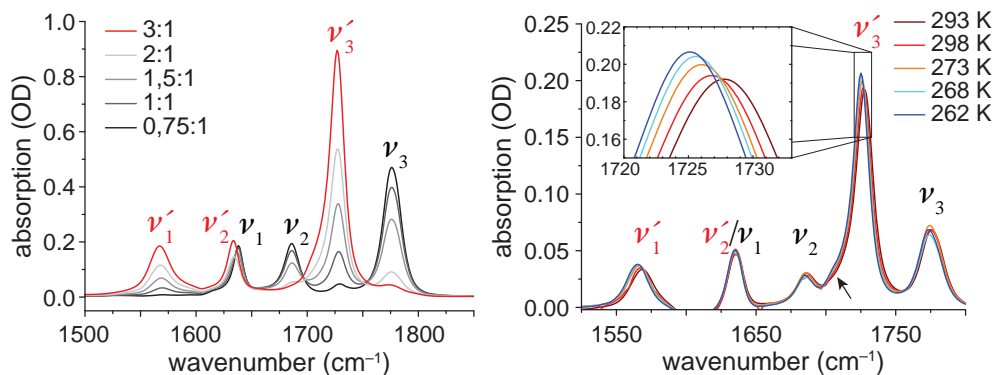 absorption (OD)
1.0
0.8
0.6
0.4
0.2
0.0
3:1
2:1
1,5:1
1:1
0,75:1
ν′3
ν′1
ν′2
ν1
ν2
ν3
1500
1600
1700
1800
wavenumber (cm⁻¹)
absorption (OD)
0.25
0.20
0.15
0.10
0.05
0.00
0.22
0.20
0.18
0.16
1720
1725
1730
ν′3
293 K
298 K
273 K
268 K
262 K
ν′1
ν′2/ν1
ν2
ν3
1550
1650
1750
wavenumber (cm⁻¹)